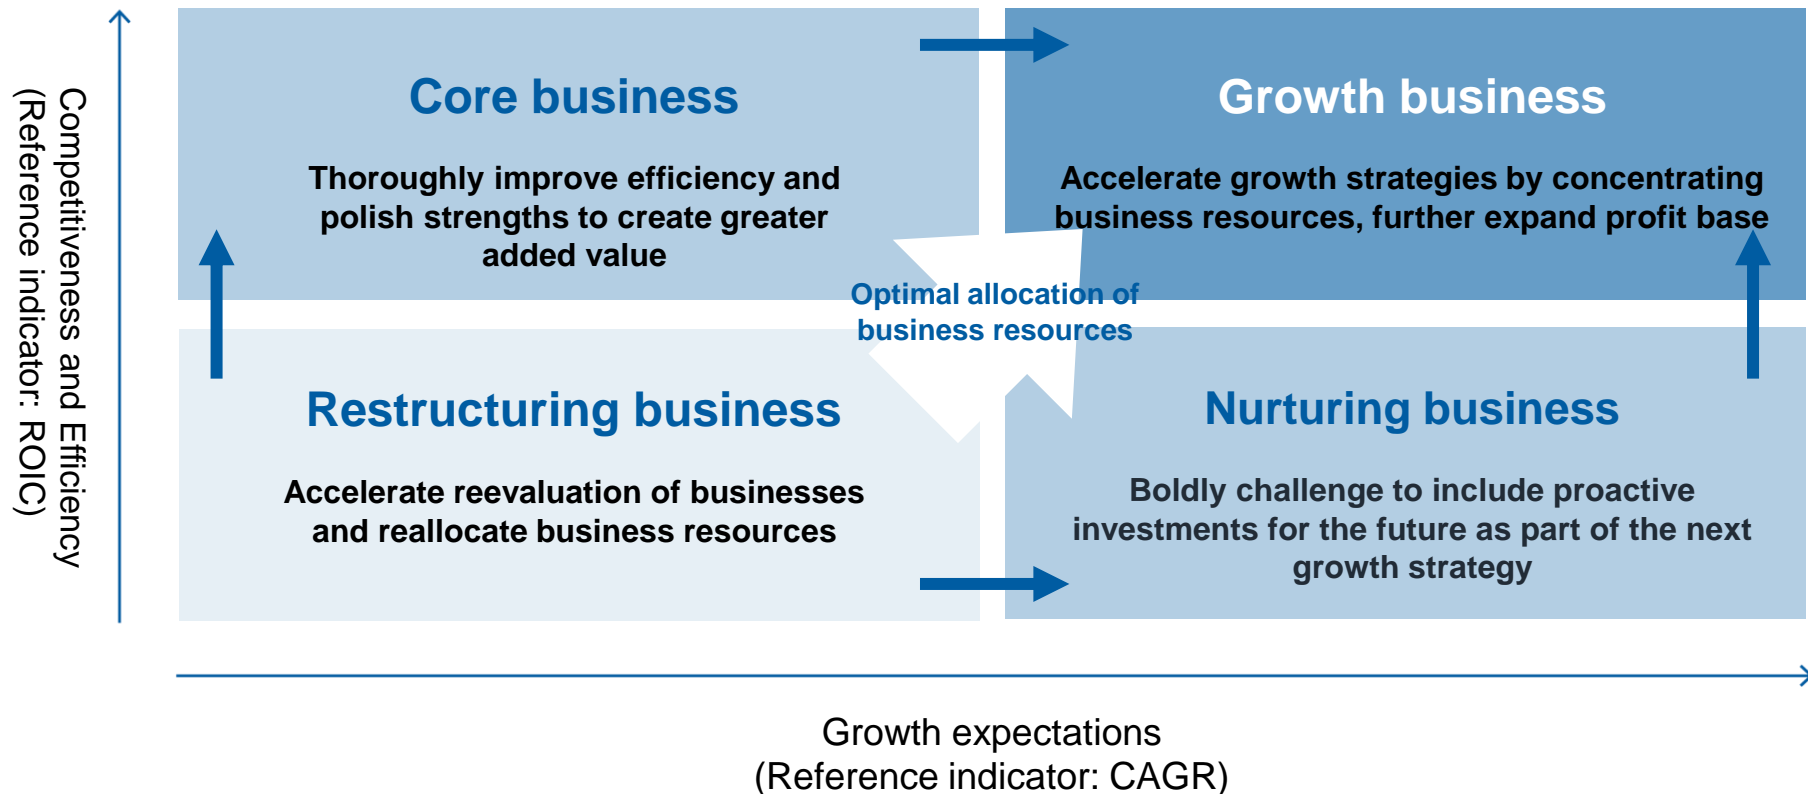 Competitiveness and Efficiency
(Reference indicator: ROIC)
Core business
Thoroughly improve efficiency and
polish strengths to create greater
added value
Growth business
Accelerate growth strategies by concentrating
business resources, further expand profit base
Optimal allocation of
business resources
Restructuring business
Accelerate reevaluation of businesses
and reallocate business resources
Nurturing business
Boldly challenge to include proactive
investments for the future as part of the next
growth strategy
Growth expectations
(Reference indicator: CAGR)